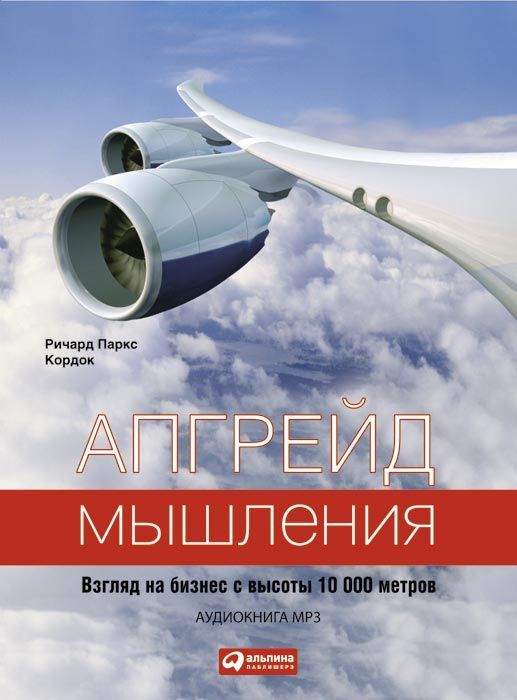 Ричард Паркс
Кордок
АПГРЕЙД
МЫШЛЕНИЯ
Взгляд на бизнес с высоты 10 000 метров
АУДИОКНИГА MP3
альпина
ПАБЛИШЕРЗ